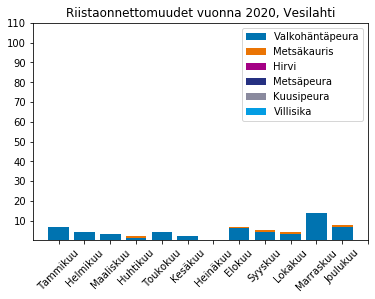 Riistaonnettomuudet vuonna 2020, Vesilahti
110
100
90
80
70
60
50
40
30
20
10
Valkohäntäpeura
Metsäkauris
Hirvi
Metsäpeura
Kuusipeura
Villisika
Tammikuu
Helmikuu
Maaliskuu
Huhtikuu
Toukokuu
Kesäkuu
Heinäkuu
Elokuu
Syyskuu
Lokakuu
Marraskuu
Joulukuu